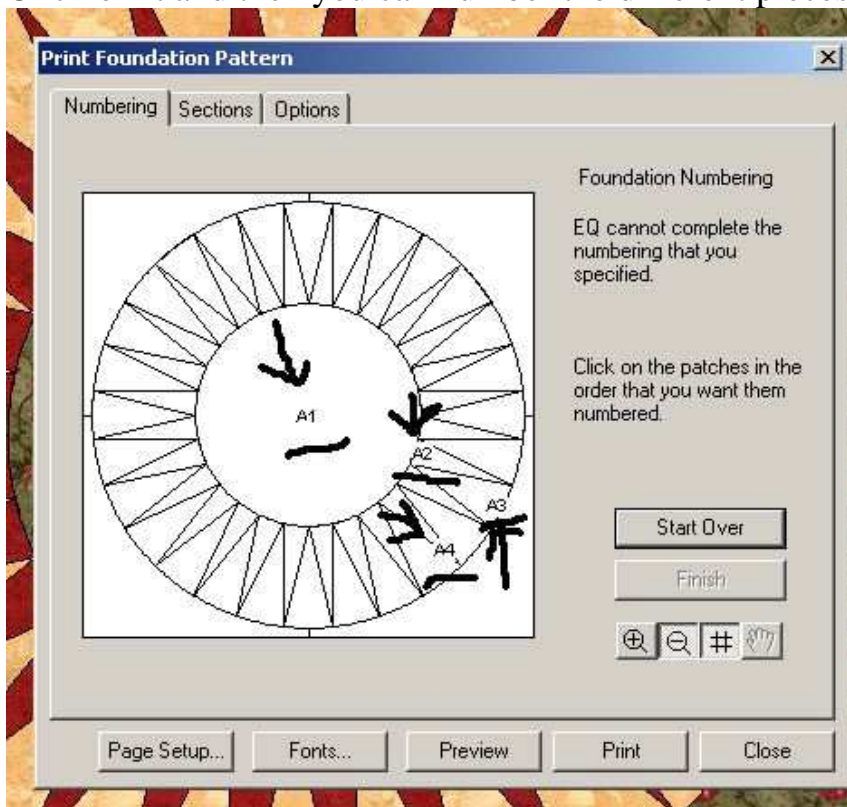 Print Foundation Pattern
Numbering Sections Options
Foundation Numbering
EQ cannot complete the
numbering that you
specified.
Click on the patches in the
order that you want them
numbered.
A1
A2
A3
A4
Start Over
Finish
Page Setup... Fonts... Preview Print Close